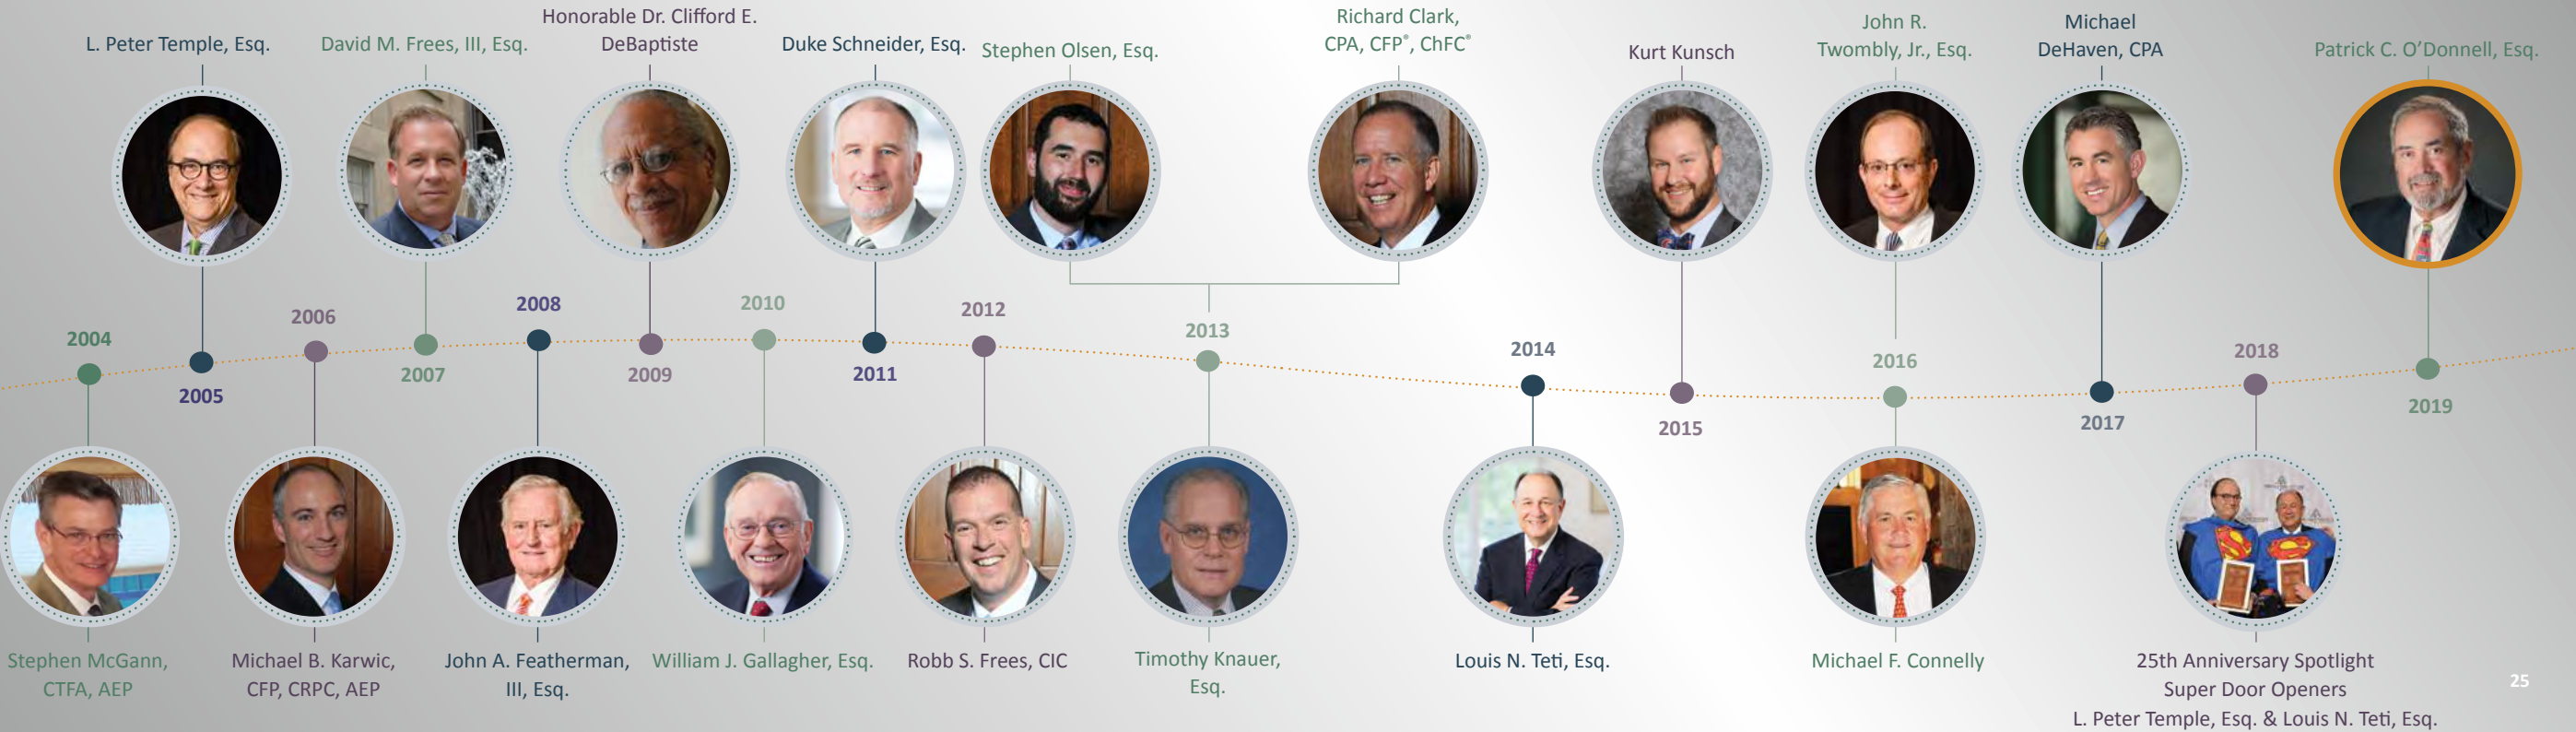 L. Peter Temple, Esq.
David M. Frees, III, Esq.
Honorable Dr. Clifford E.
DeBaptiste
Duke Schneider, Esq.
Stephen Olsen, Esq.
Richard Clark,
CPA, CFP®, ChFC®
Kurt Kunsch
John R.
Twombly, Jr., Esq.
Michael
DeHaven, CPA
Patrick C. O’Donnell, Esq.
2004
2005
2006
2007
2008
2009
2010
2011
2012
2013
2014
2015
2016
2017
2018
2019
Stephen McGann,
CTFA, AEP
Michael B. Karwic,
CFP, CRPC, AEP
John A. Featherman,
III, Esq.
William J. Gallagher, Esq.
Robb S. Frees, CIC
Timothy Knauer,
Esq.
Louis N. Teti, Esq.
Michael F. Connelly
25th Anniversary Spotlight
Super Door Openers
L. Peter Temple, Esq. & Louis N. Teti, Esq.
25